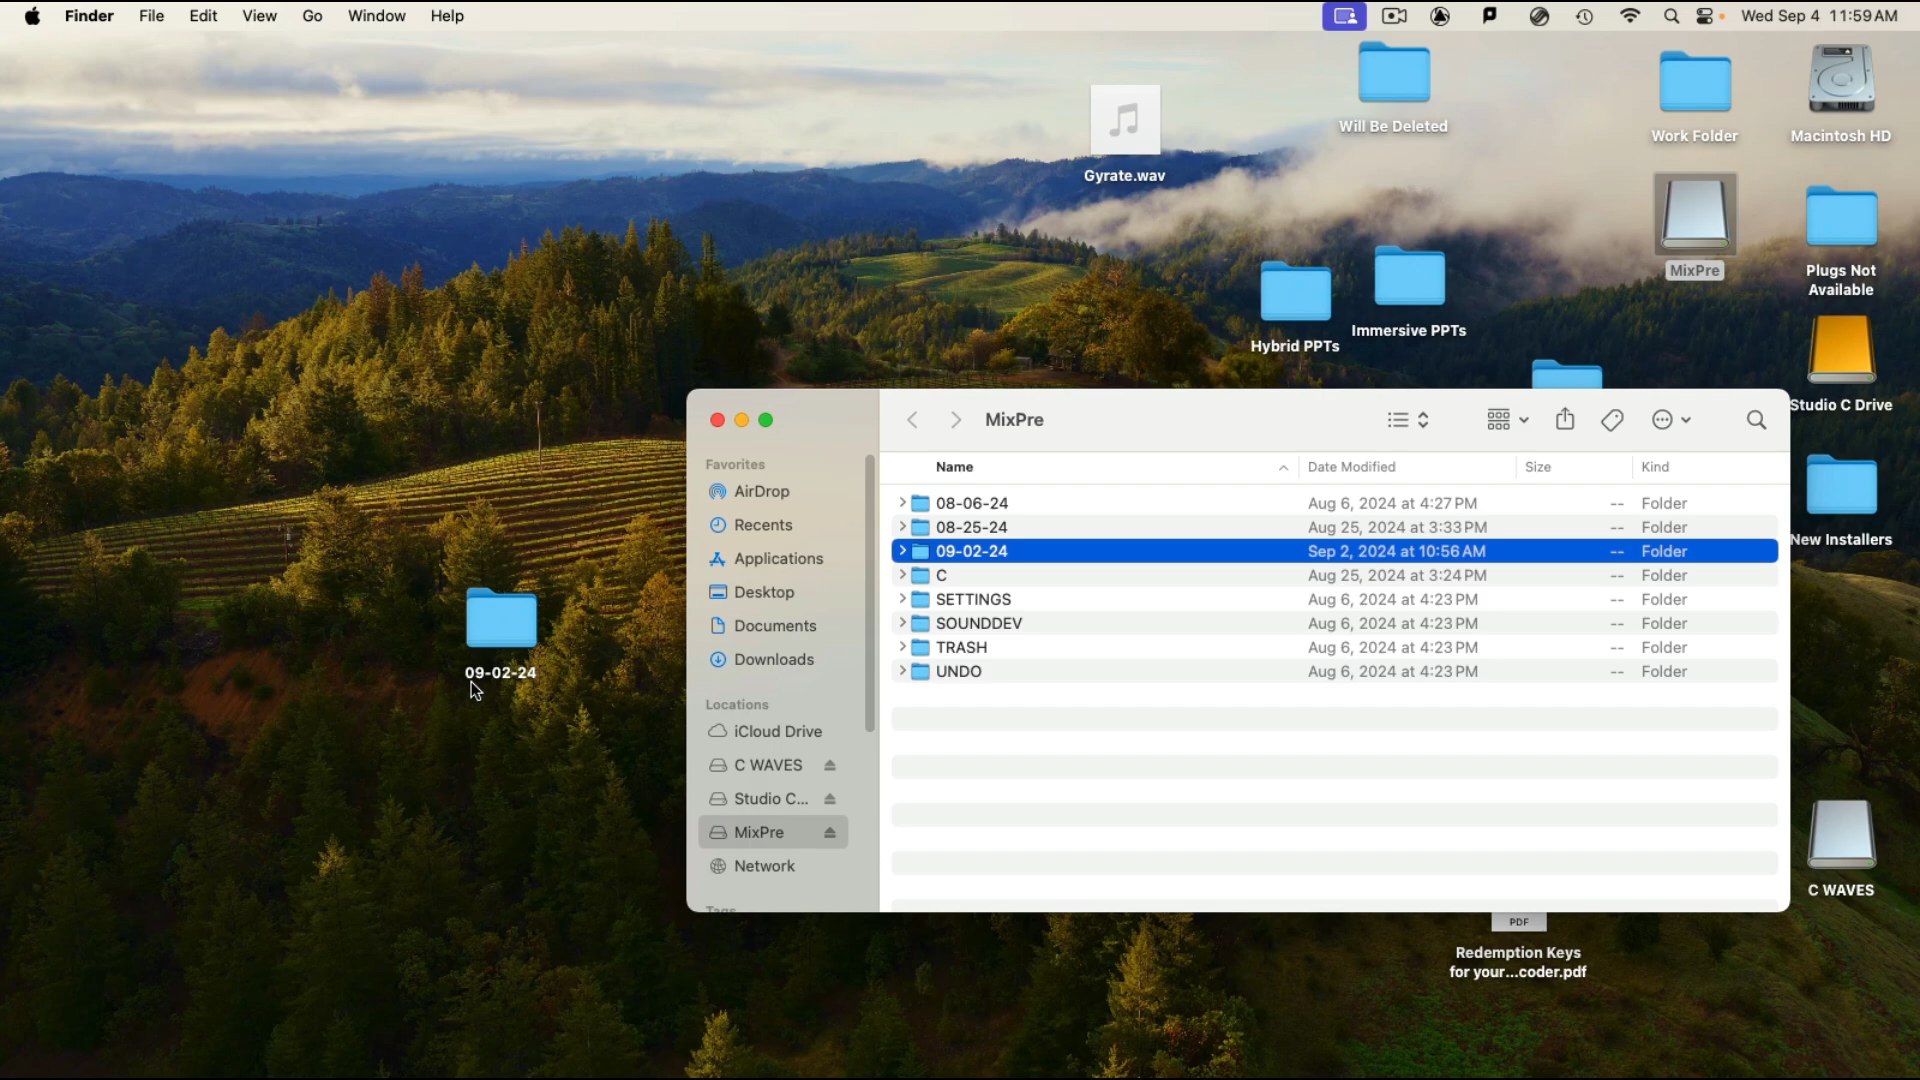 Finder File Edit View Go Window Help Wed Sep 4 11:59 AM
Will Be Deleted
Work Folder
Macintosh HD
Gyrate.wav
MixPre
Plugs Not
Available
Hybrid PPTs
Immersive PPTs
Studio C Drive
New Installers
C WAVES
09-02-24
PDF
Redemption Keys
for your...coder.pdf
MixPre
Favorites
AirDrop
Recents
Applications
Desktop
Documents
Downloads
Locations
iCloud Drive
C WAVES
Studio C...
MixPre
Network
Tags
Name Date Modified Size Kind
08-06-24 Aug 6, 2024 at 4:27 PM -- Folder
08-25-24 Aug 25, 2024 at 3:33 PM -- Folder
09-02-24 Sep 2, 2024 at 10:56 AM -- Folder
C Aug 25, 2024 at 3:24 PM -- Folder
SETTINGS Aug 6, 2024 at 4:23 PM -- Folder
SOUNDDEV Aug 6, 2024 at 4:23 PM -- Folder
TRASH Aug 6, 2024 at 4:23 PM -- Folder
UNDO Aug 6, 2024 at 4:23 PM -- Folder